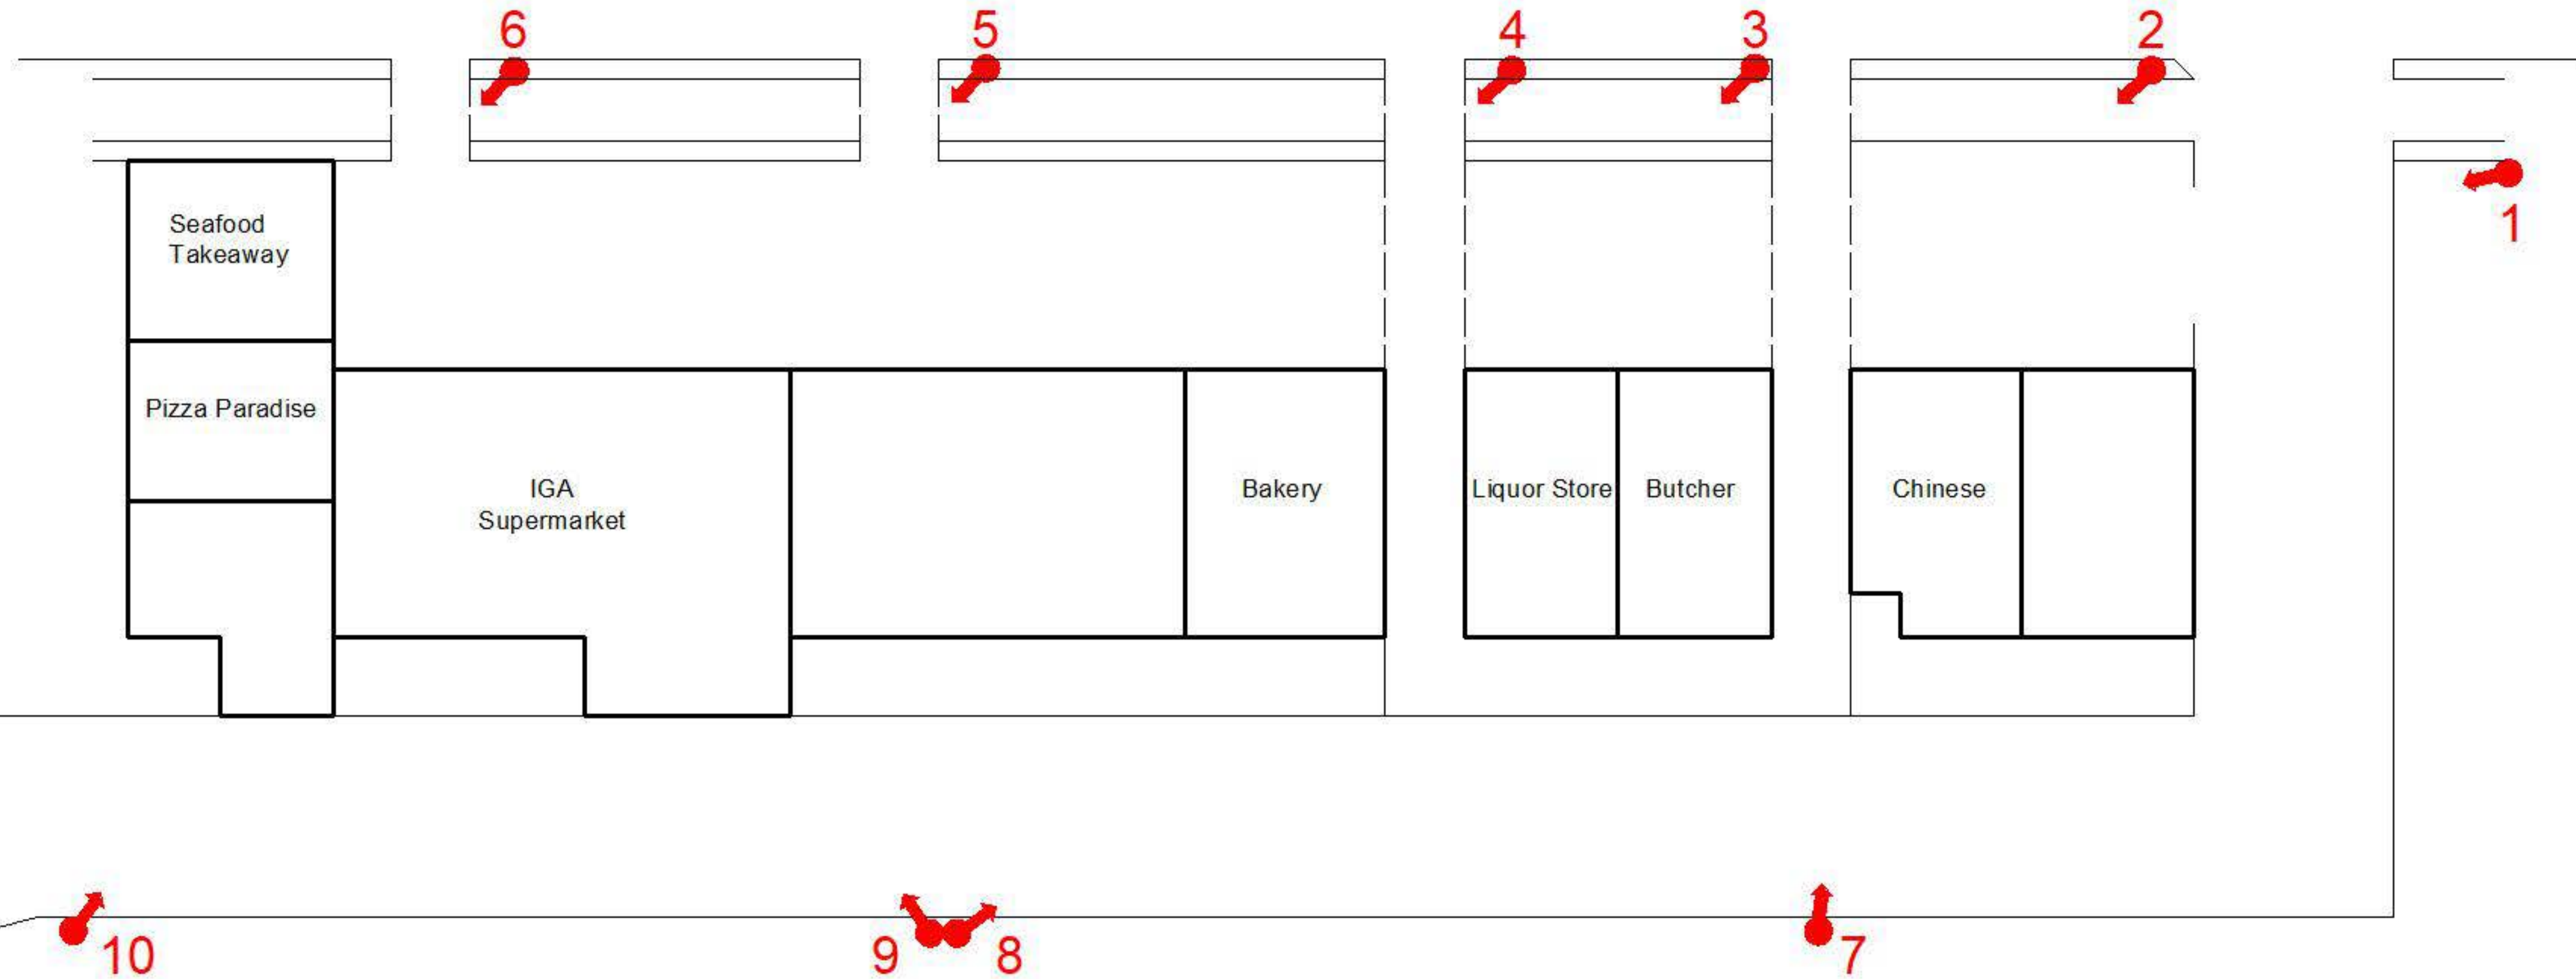 6
5
4
3
2
1
Seafood
Takeaway
Pizza Paradise
IGA
Supermarket
Bakery
Liquor Store
Butcher
Chinese
10
9
8
7